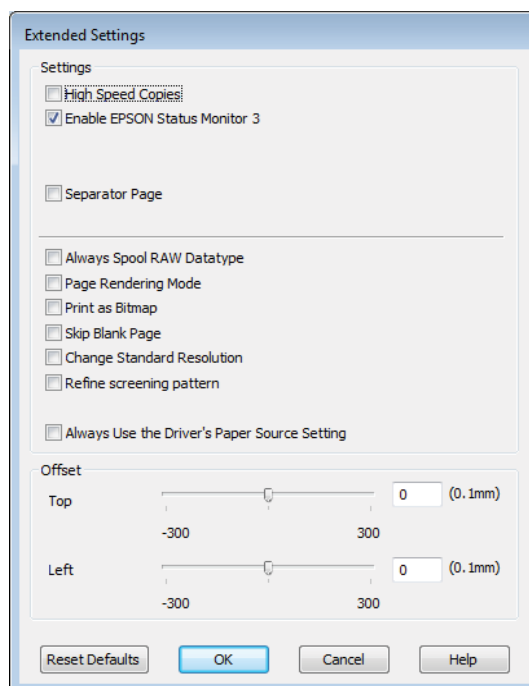 Extended Settings
Settings
High Speed Copies
Enable EPSON Status Monitor 3
Separator Page
Always Spool RAW Datatype
Page Rendering Mode
Print as Bitmap
Skip Blank Page
Change Standard Resolution
Refine screening pattern
Always Use the Driver's Paper Source Setting
Offset
Top 0 (0.1mm)
-300 300
Left 0 (0.1mm)
-300 300
Reset Defaults OK Cancel Help